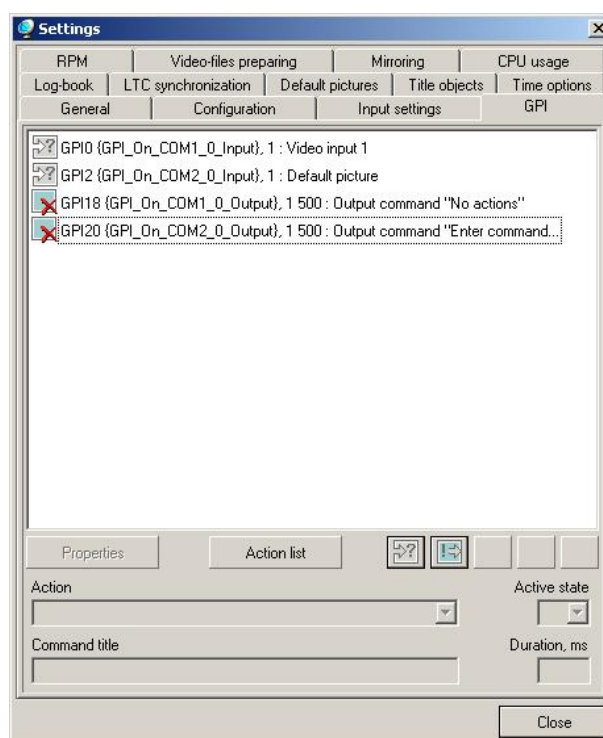 Settings
RPM Video-files preparing Mirroring CPU usage
Log-book LTC synchronization Default pictures Title objects Time options
General Configuration Input settings GPI
GPI0 {GPI_On_COM1_0_Input}, 1 : Video input 1
GPI2 {GPI_On_COM2_0_Input}, 1 : Default picture
GPI18 {GPI_On_COM1_0_Output}, 1 500 : Output command "No actions"
GPI20 {GPI_On_COM2_0_Output}, 1 500 : Output command "Enter command...
Properties Action list
Action Active state
Command title Duration, ms
Close